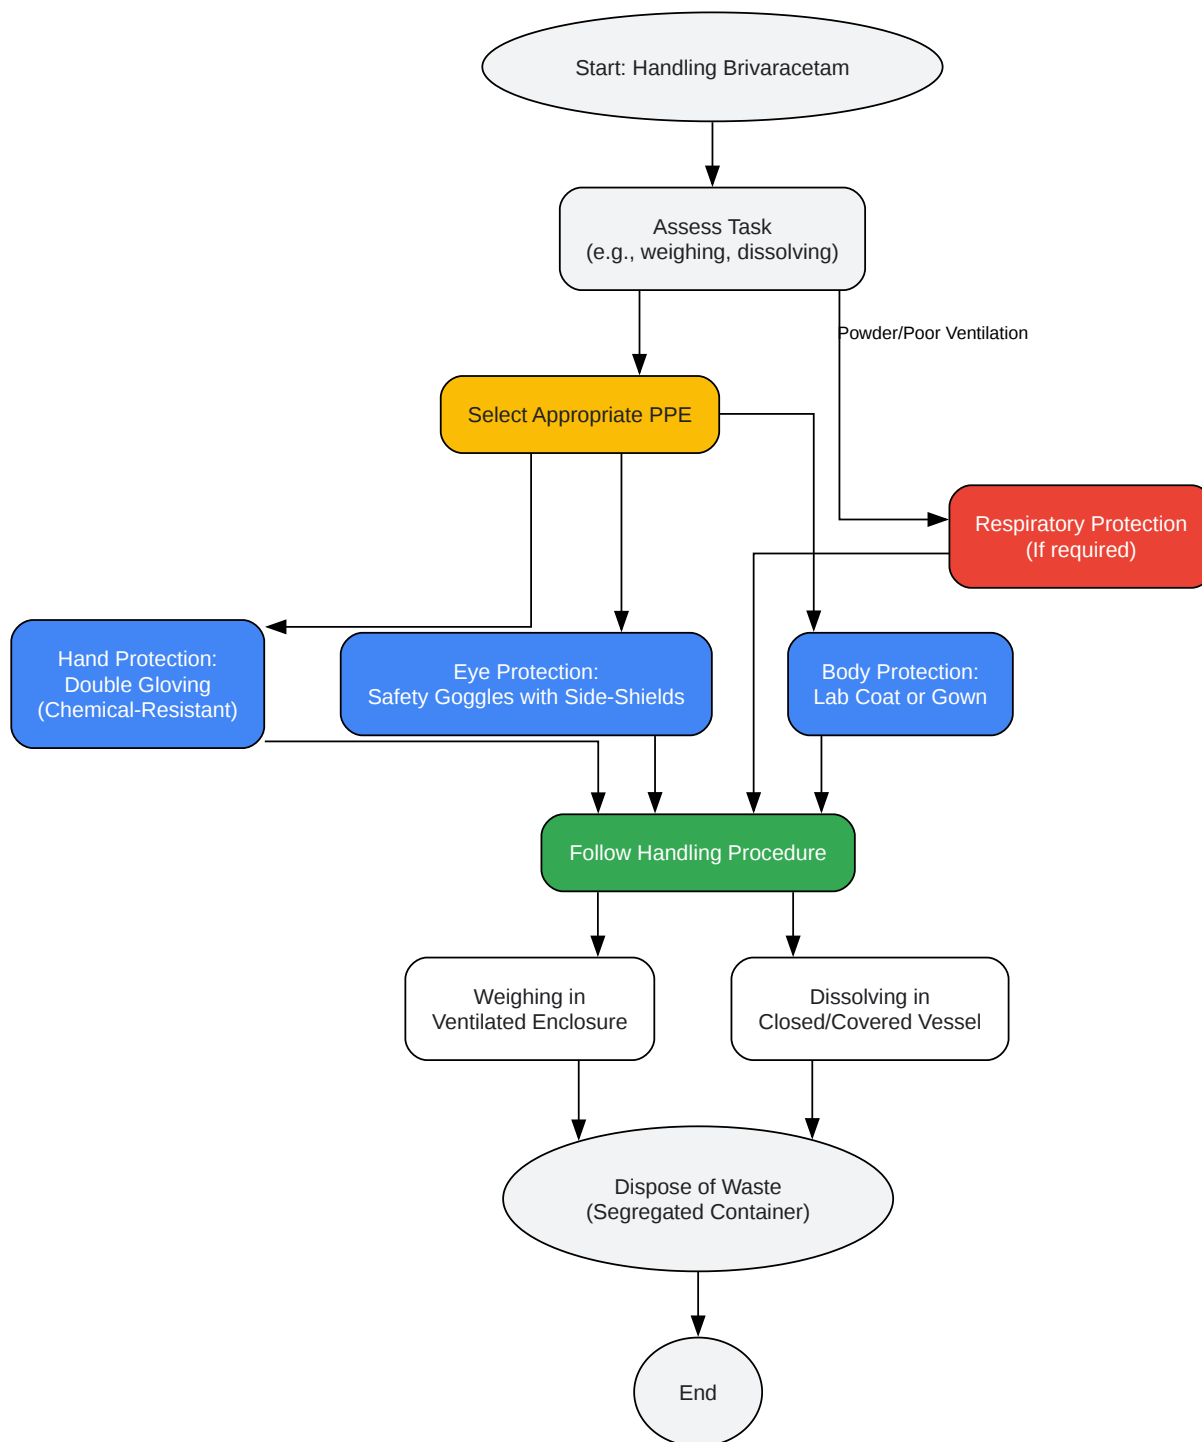 Start: Handling Brivaracetam
Assess Task
(e.g., weighing, dissolving)
Powder/Poor Ventilation
Select Appropriate PPE
Respiratory Protection
(If required)
Hand Protection:
Double Gloving
(Chemical-Resistant)
Eye Protection:
Safety Goggles with Side-Shields
Body Protection:
Lab Coat or Gown
Follow Handling Procedure
Weighing in
Ventilated Enclosure
Dissolving in
Closed/Covered Vessel
Dispose of Waste
(Segregated Container)
End